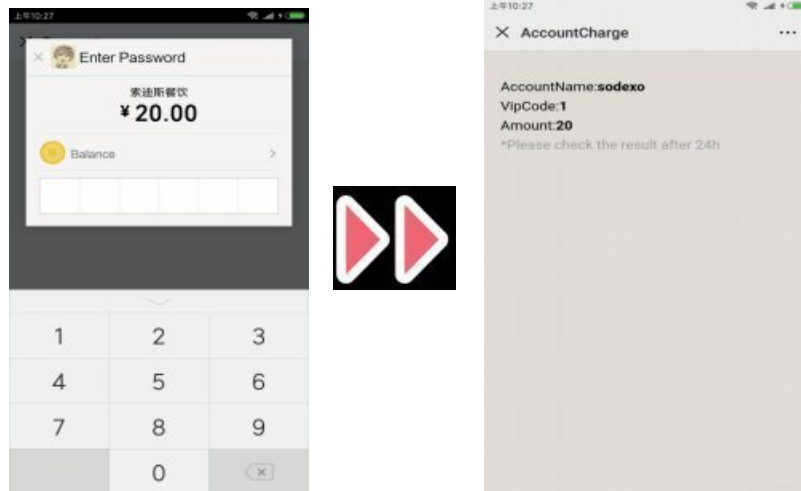 上午10:27
Enter Password
索迪斯餐饮
¥ 20.00
Balance
1 2 3
4 5 6
7 8 9
0
上午10:27
AccountCharge
AccountName:sodexo
VipCode:1
Amount:20
*Please check the result after 24h